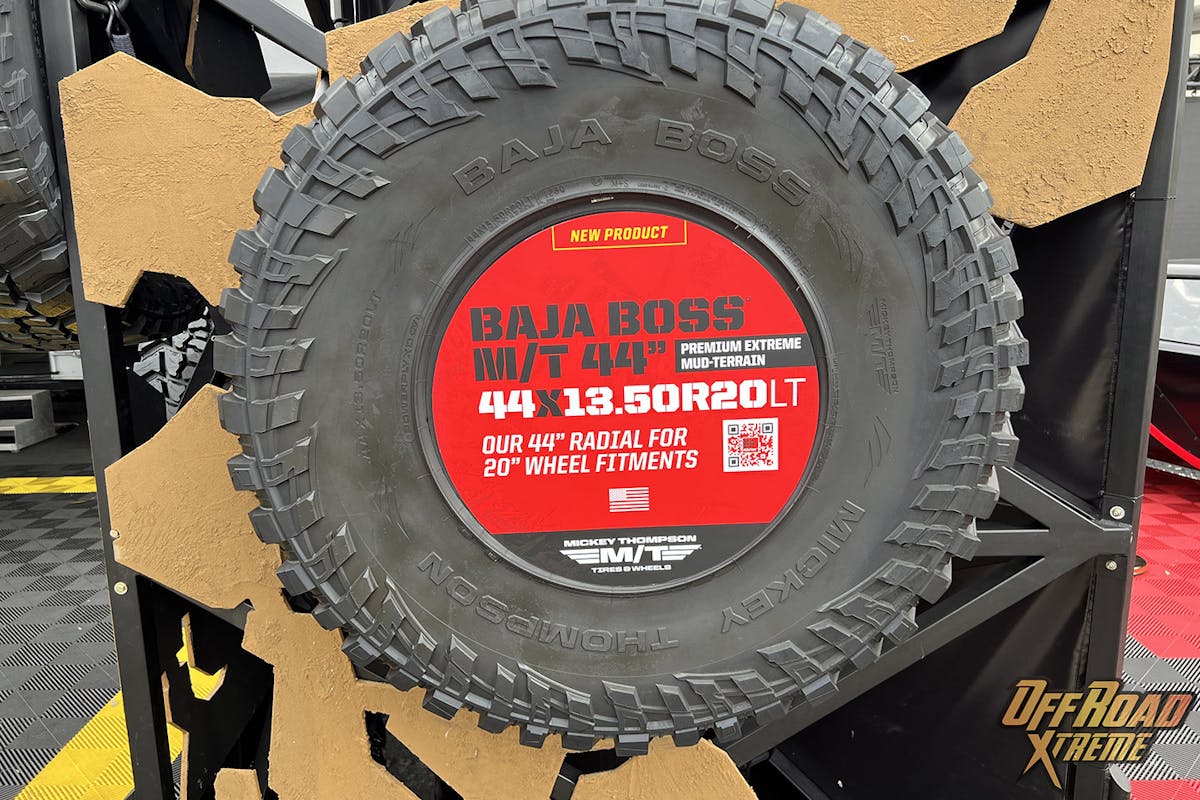 BAJA BOSS
NEW PRODUCT
BAJA BOSS
M/T 44”
PREMIUM EXTREME
MUD-TERRAIN
44X13.50R20LT
OUR 44” RADIAL FOR
20” WHEEL FITMENTS
MICKEY THOMPSON
M/T
TIRES & WHEELS
MICKEY THOMPSON
OFFROAD
XTREME